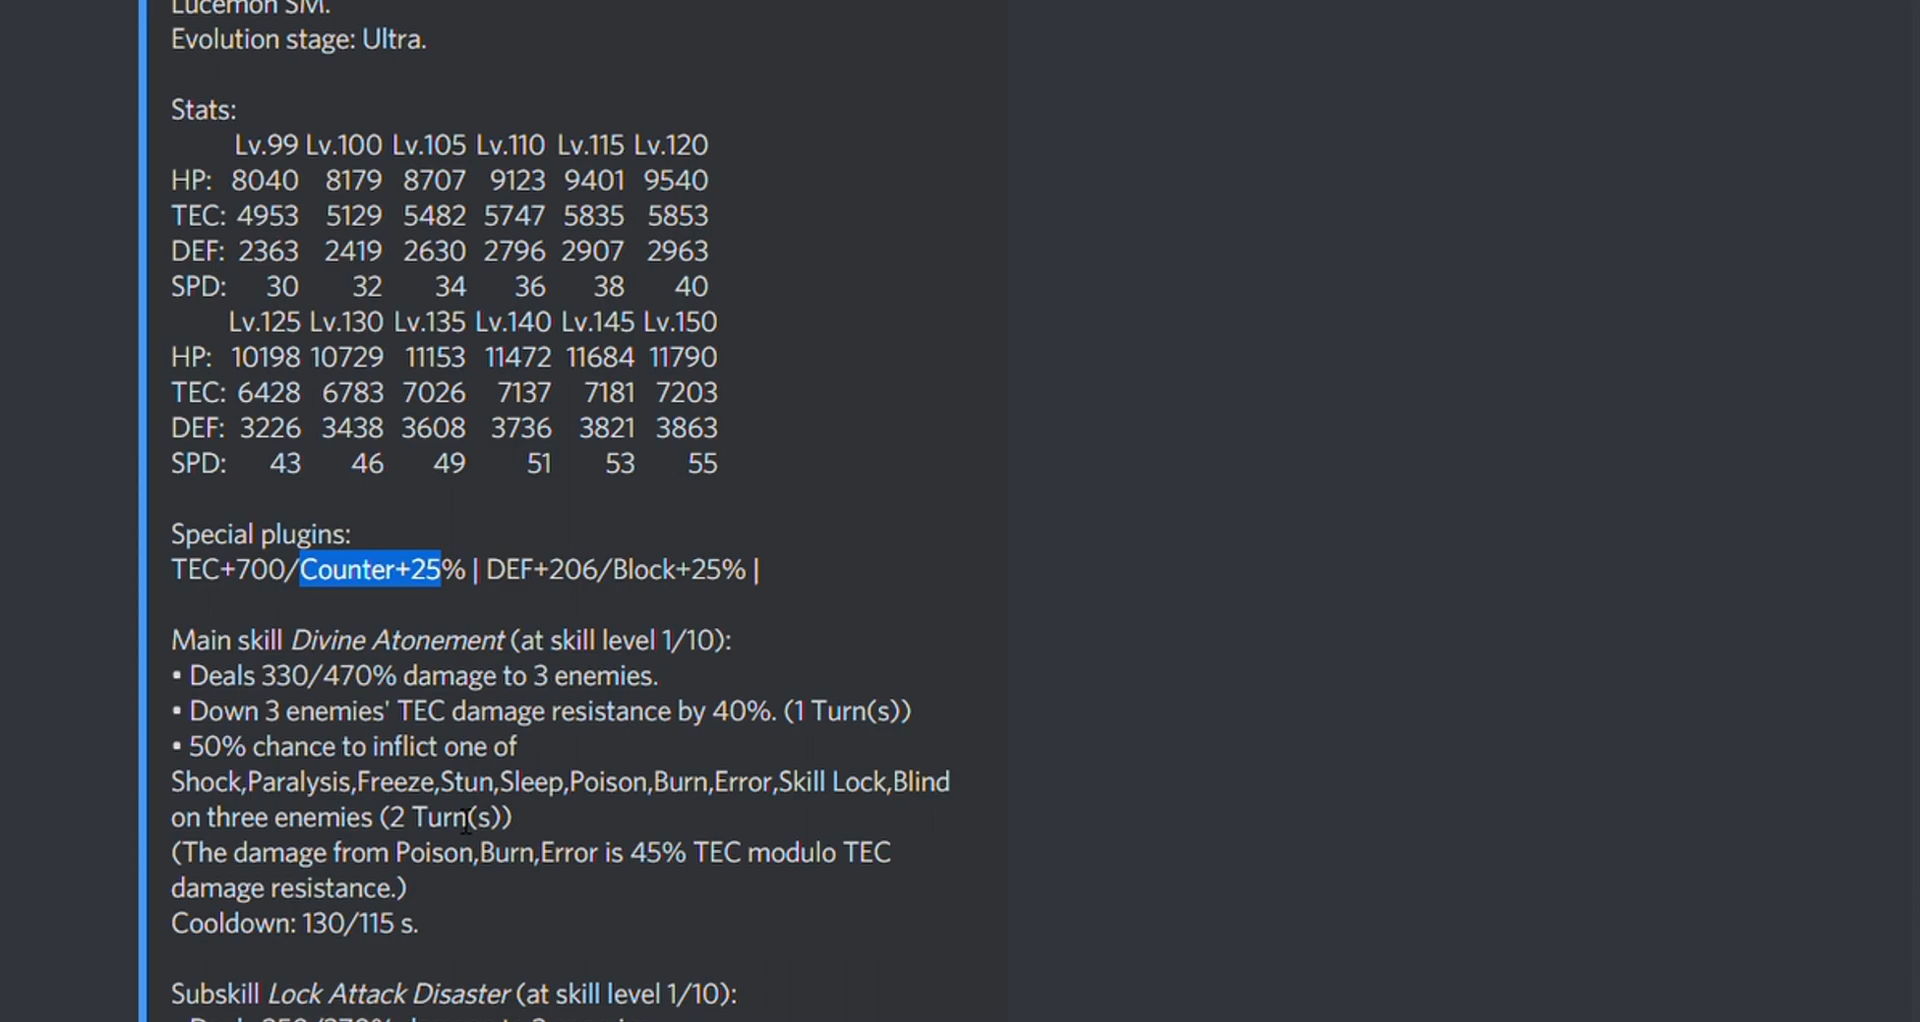 Lucemon SM.
Evolution stage: Ultra.
Stats:
Lv.99 Lv.100 Lv.105 Lv.110 Lv.115 Lv.120
HP: 8040 8179 8707 9123 9401 9540
TEC: 4953 5129 5482 5747 5835 5853
DEF: 2363 2419 2630 2796 2907 2963
SPD: 30 32 34 36 38 40
Lv.125 Lv.130 Lv.135 Lv.140 Lv.145 Lv.150
HP: 10198 10729 11153 11472 11684 11790
TEC: 6428 6783 7026 7137 7181 7203
DEF: 3226 3438 3608 3736 3821 3863
SPD: 43 46 49 51 53 55
Special plugins:
TEC+700/Counter+25% | DEF+206/Block+25% |
Main skill Divine Atonement (at skill level 1/10):
• Deals 330/470% damage to 3 enemies.
• Down 3 enemies' TEC damage resistance by 40%. (1 Turn(s))
• 50% chance to inflict one of
Shock,Paralysis,Freeze,Stun,Sleep,Poison,Burn,Error,Skill Lock,Blind
on three enemies (2 Turn(s))
(The damage from Poison,Burn,Error is 45% TEC modulo TEC
damage resistance.)
Cooldown: 130/115 s.
Subskill Lock Attack Disaster (at skill level 1/10):